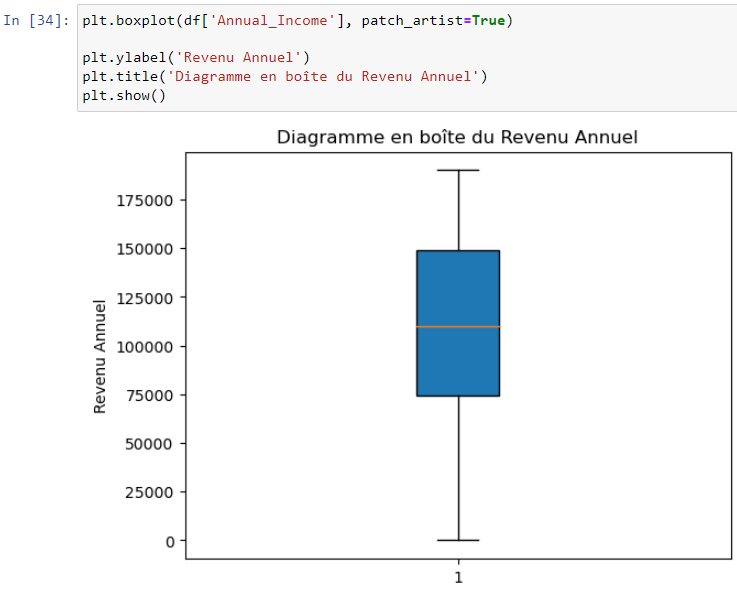 In [34]: plt.boxplot(df['Annual_Income'], patch_artist=True)
plt.ylabel('Revenu Annuel')
plt.title('Diagramme en boîte du Revenu Annuel')
plt.show()
Diagramme en boîte du Revenu Annuel
175000
150000
125000
100000
75000
50000
25000
0
Revenu Annuel
1